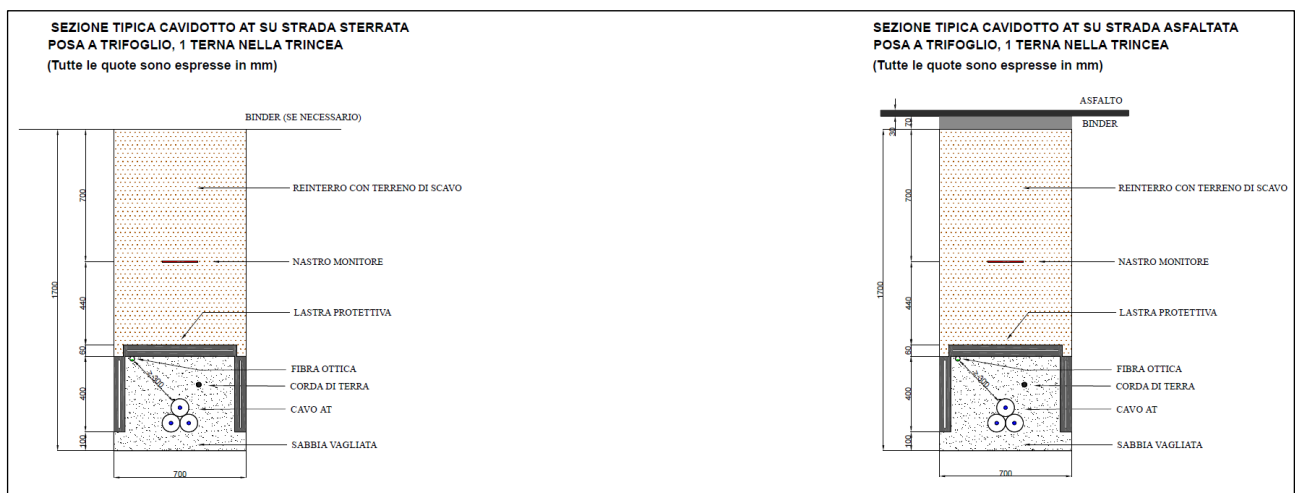 SEZIONE TIPICA CAVIDOTTO AT SU STRADA STERRATA
POSA A TRIFOGLIO, 1 TERNA NELLA TRINCEA
(Tutte le quote sono espresse in mm)
BINDER (SE NECESSARIO)
700
REINTERRO CON TERRENO DI SCAVO
NASTRO MONITORE
1700
440
LASTRA PROTETTIVA
60
FIBRA OTTICA
≥300
CORDA DI TERRA
400
CAVO AT
100
SABBIA VAGLIATA
700
SEZIONE TIPICA CAVIDOTTO AT SU STRADA ASFALTATA
POSA A TRIFOGLIO, 1 TERNA NELLA TRINCEA
(Tutte le quote sono espresse in mm)
ASFALTO
30
70
BINDER
700
REINTERRO CON TERRENO DI SCAVO
NASTRO MONITORE
1700
440
LASTRA PROTETTIVA
60
FIBRA OTTICA
≥300
CORDA DI TERRA
400
CAVO AT
100
SABBIA VAGLIATA
700